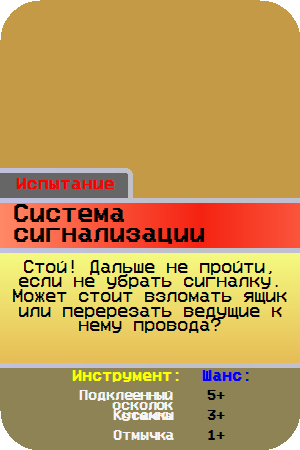 Испытание
Система
сигнализации
Стой! Дальше не пройти,
если не убрать сигналку.
Может стоит взломать ящик
или перерезать ведущие к
нему провода?
Инструмент: Шанс:
Подклеенный 5+
осколок
3+
Отмычка 1+